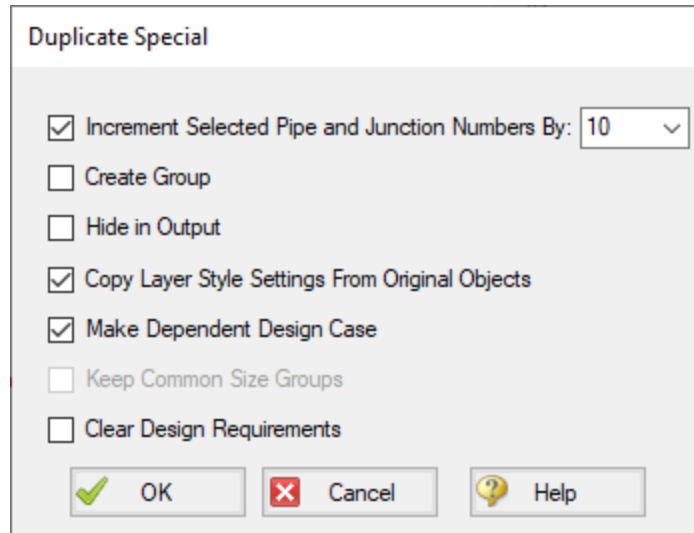 Duplicate Special
Increment Selected Pipe and Junction Numbers By: 10
Create Group
Hide in Output
Copy Layer Style Settings From Original Objects
Make Dependent Design Case
Keep Common Size Groups
Clear Design Requirements
OK Cancel Help